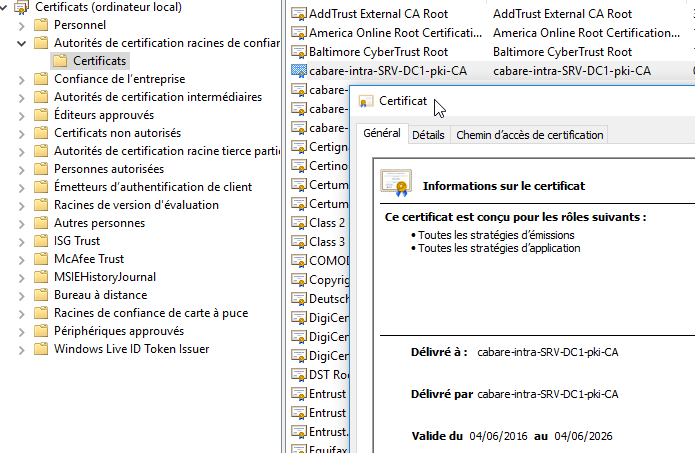 Certificats (ordinateur local)
Personnel
Autorités de certification racines de confian
Certificats
Confiance de l'entreprise
Autorités de certification intermédiaires
Éditeurs approuvés
Certificats non autorisés
Autorités de certification racine tierce partie
Personnes autorisées
Émetteurs d'authentification de client
Racines de version d'évaluation
Autres personnes
ISG Trust
McAfee Trust
MSIEHistoryJournal
Bureau à distance
Racines de confiance de carte à puce
Périphériques approuvés
Windows Live ID Token Issuer
AddTrust External CA Root AddTrust External CA Root
America Online Root Certificati... America Online Root Certification...
Baltimore CyberTrust Root Baltimore CyberTrust Root
cabare-intra-SRV-DC1-pki-CA cabare-intra-SRV-DC1-pki-CA
cabare-
cabare-
cabare-
Certigna
Certinom
Certum
Certum
Class 2
Class 3
COMOD
Copyrig
Deutsch
DigiCer
DigiCer
DigiCer
DST Roo
Entrust
Entrust
Entrust.
Equifax
Certificat
Général Détails Chemin d'accès de certification
Informations sur le certificat
Ce certificat est conçu pour les rôles suivants :
• Toutes les stratégies d'émissions
• Toutes les stratégies d'application
Délivré à : cabare-intra-SRV-DC1-pki-CA
Délivré par cabare-intra-SRV-DC1-pki-CA
Valide du 04/06/2016 au 04/06/2026